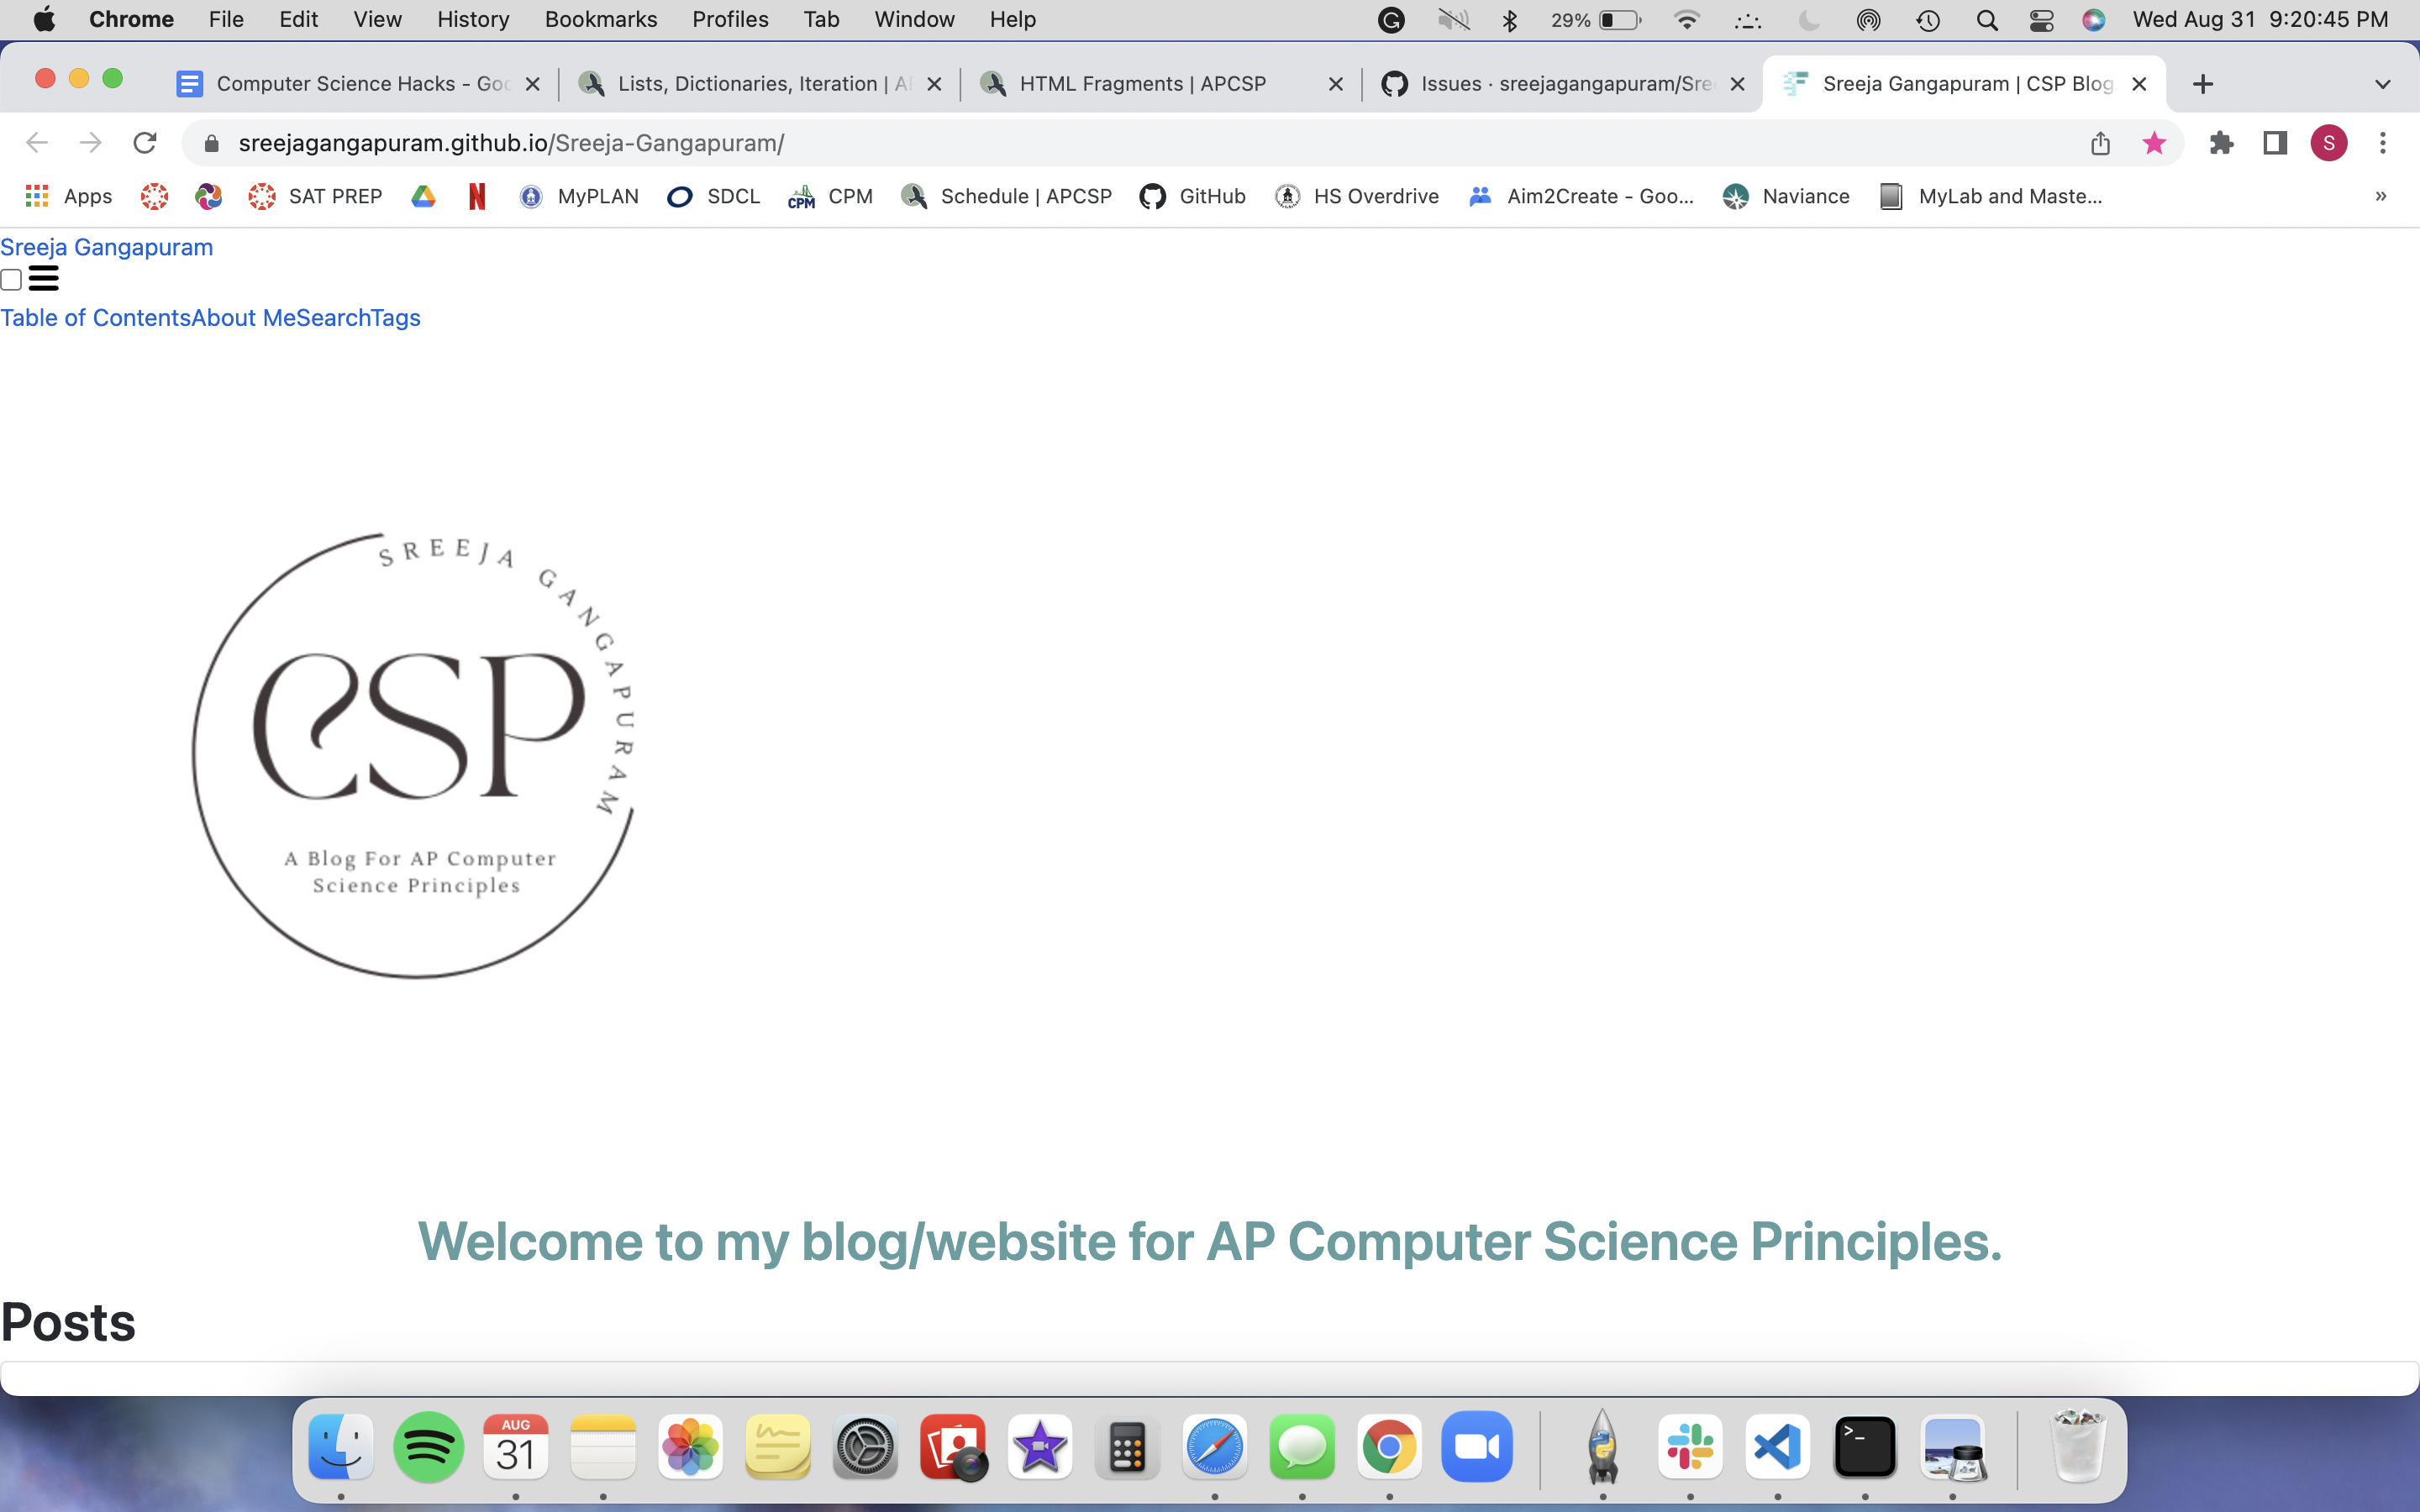 Chrome File Edit View History Bookmarks Profiles Tab Window Help 29% Wed Aug 31 9:20:45 PM
Computer Science Hacks - Goo Lists, Dictionaries, Iteration | A HTML Fragments | APCSP Issues · sreejagangapuram/Sree Sreeja Gangapuram | CSP Blog
sreejagangapuram.github.io/Sreeja-Gangapuram/ S
Apps SAT PREP N MyPLAN SDCL CPM CPM Schedule | APCSP GitHub HS Overdrive Aim2Create - Goo... Naviance MyLab and Maste... »
Sreeja Gangapuram
Table of ContentsAbout MeSearchTags
SREEJA GANGAPURAM
CSP
A Blog For AP Computer
Science Principles
Welcome to my blog/website for AP Computer Science Principles.
Posts
AUG
31